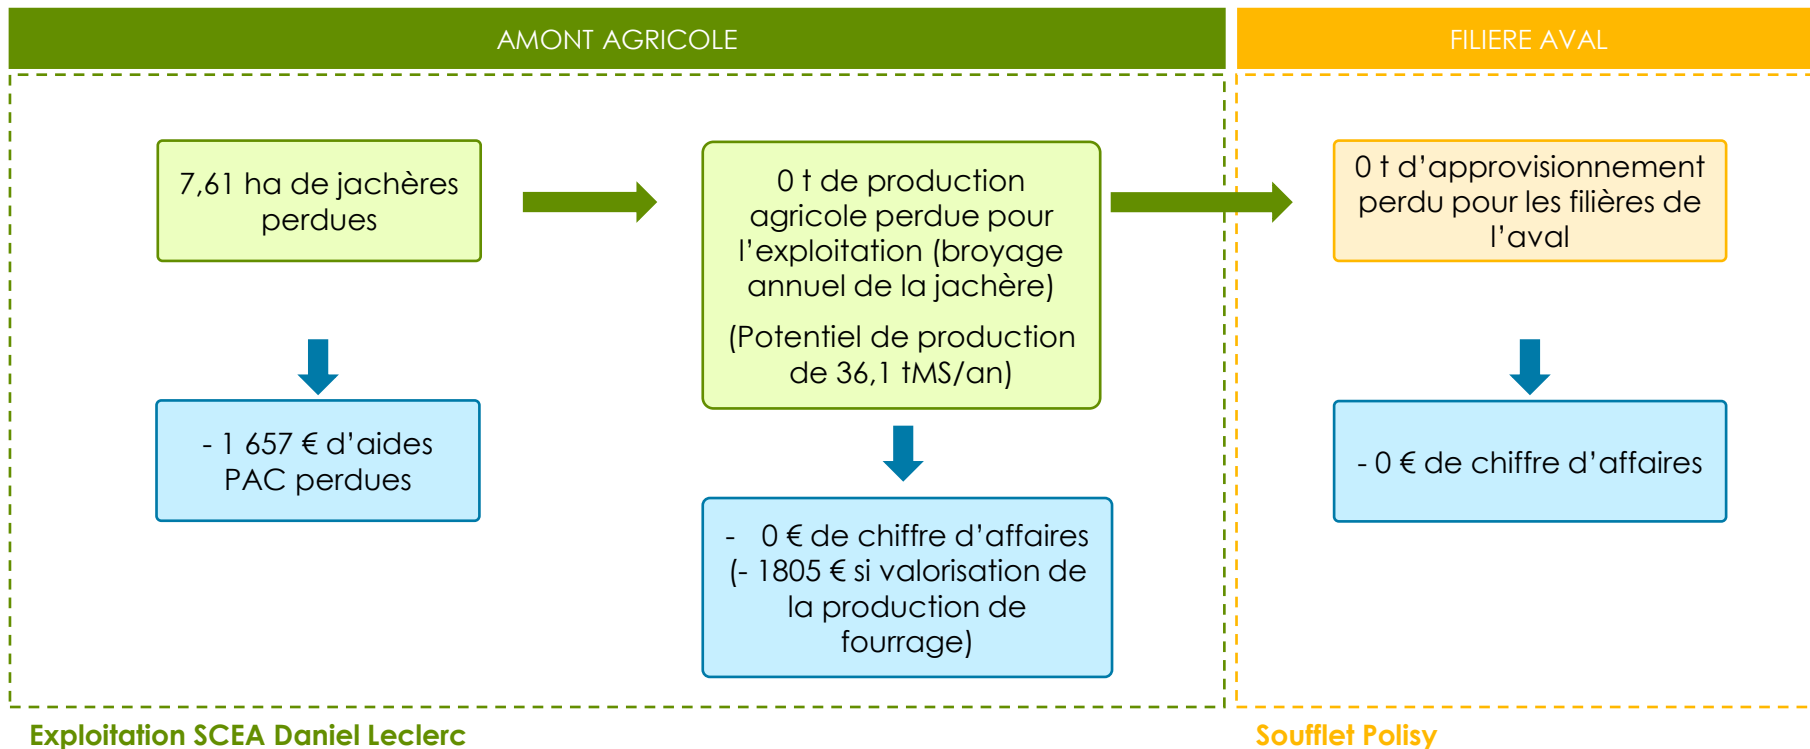 AMONT AGRICOLE
FILIERE AVAL
7,61 ha de jachères
perdues
0 t de production
agricole perdue pour
l'exploitation (broyage
annuel de la jachère)
(Potentiel de production
de 36,1 tMS/an)
0 t d'approvisionnement
perdu pour les filières de
l'aval
- 1 657 € d'aides
PAC perdues
- 0 € de chiffre d'affaires
(- 1805 € si valorisation de
la production de
fourrage)
- 0 € de chiffre d'affaires
Exploitation SCEA Daniel Leclerc
Soufflet Polisy